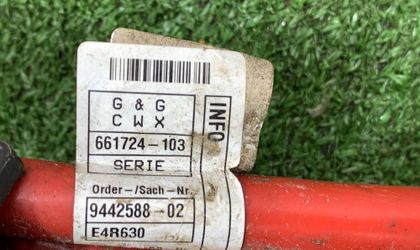 G & G
C W X
661724-103
SERIE
INFO
Order-/Sach-Nr.
9442588-02
E4R630